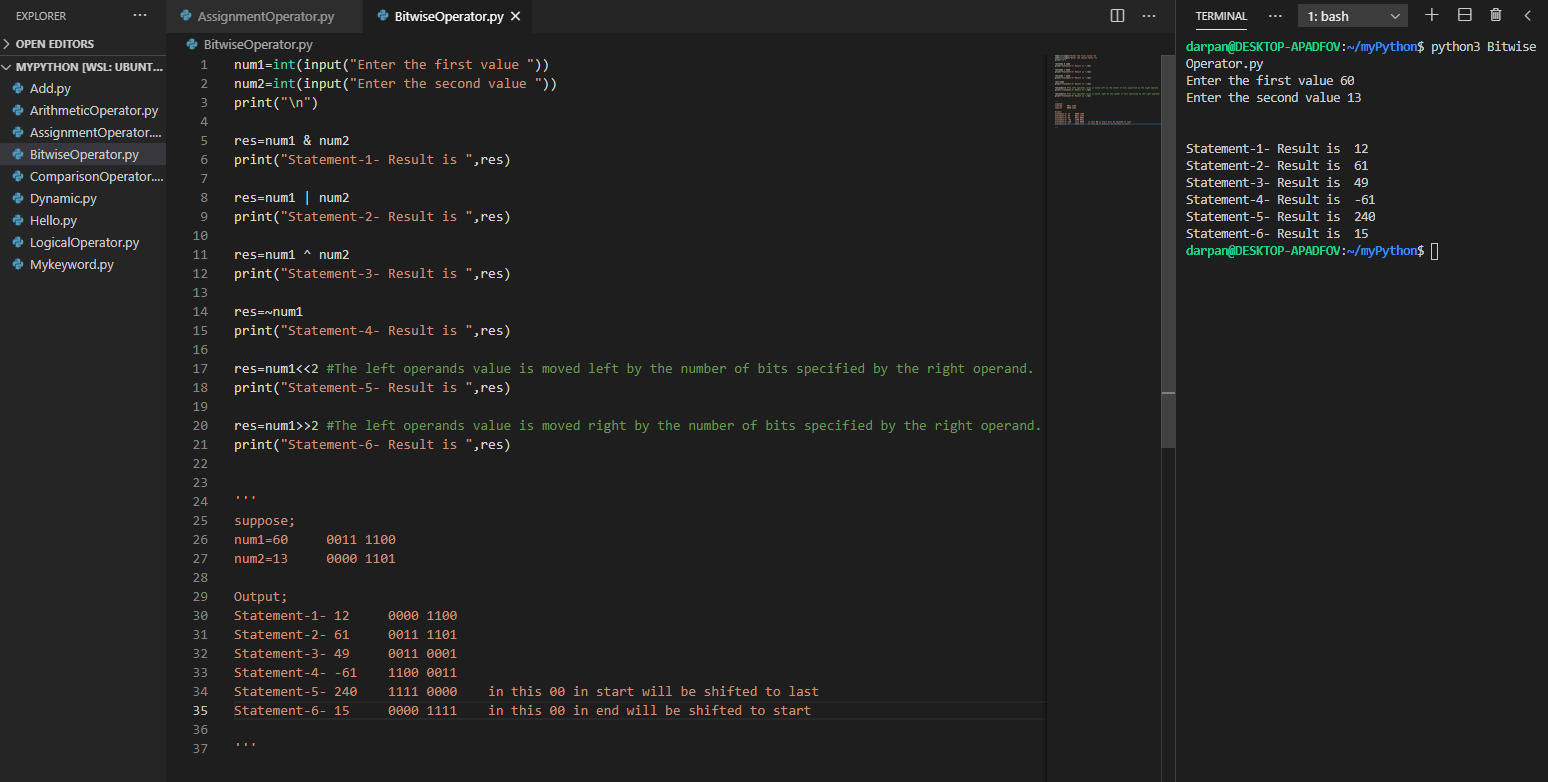 EXPLORER ···
OPEN EDITORS
MYPYTHON [WSL: UBUNT...
Add.py
ArithmeticOperator.py
AssignmentOperator....
BitwiseOperator.py
ComparisonOperator....
Dynamic.py
Hello.py
LogicalOperator.py
Mykeyword.py
AssignmentOperator.py
BitwiseOperator.py
BitwiseOperator.py
1 num1=int(input("Enter the first value "))
2 num2=int(input("Enter the second value "))
3 print("\n")
4
5 res=num1 & num2
6 print("Statement-1- Result is ",res)
7
8 res=num1 | num2
9 print("Statement-2- Result is ",res)
10
11 res=num1 ^ num2
12 print("Statement-3- Result is ",res)
13
14 res=~num1
15 print("Statement-4- Result is ",res)
16
17 res=num1<<2 #The left operands value is moved left by the number of bits specified by the right operand.
18 print("Statement-5- Result is ",res)
19
20 res=num1>>2 #The left operands value is moved right by the number of bits specified by the right operand.
21 print("Statement-6- Result is ",res)
22
23
24 '''
25 suppose;
26 num1=60     0011 1100
27 num2=13     0000 1101
28
29 Output;
30 Statement-1- 12     0000 1100
31 Statement-2- 61     0011 1101
32 Statement-3- 49     0011 0001
33 Statement-4- -61    1100 0011
34 Statement-5- 240    1111 0000    in this 00 in start will be shifted to last
35 Statement-6- 15     0000 1111    in this 00 in end will be shifted to start
36
37 '''
TERMINAL ··· 1: bash
darpan@DESKTOP-APADFOV:~/myPython$ python3 Bitwise
Operator.py
Enter the first value 60
Enter the second value 13
Statement-1- Result is  12
Statement-2- Result is  61
Statement-3- Result is  49
Statement-4- Result is  -61
Statement-5- Result is  240
Statement-6- Result is  15
darpan@DESKTOP-APADFOV:~/myPython$